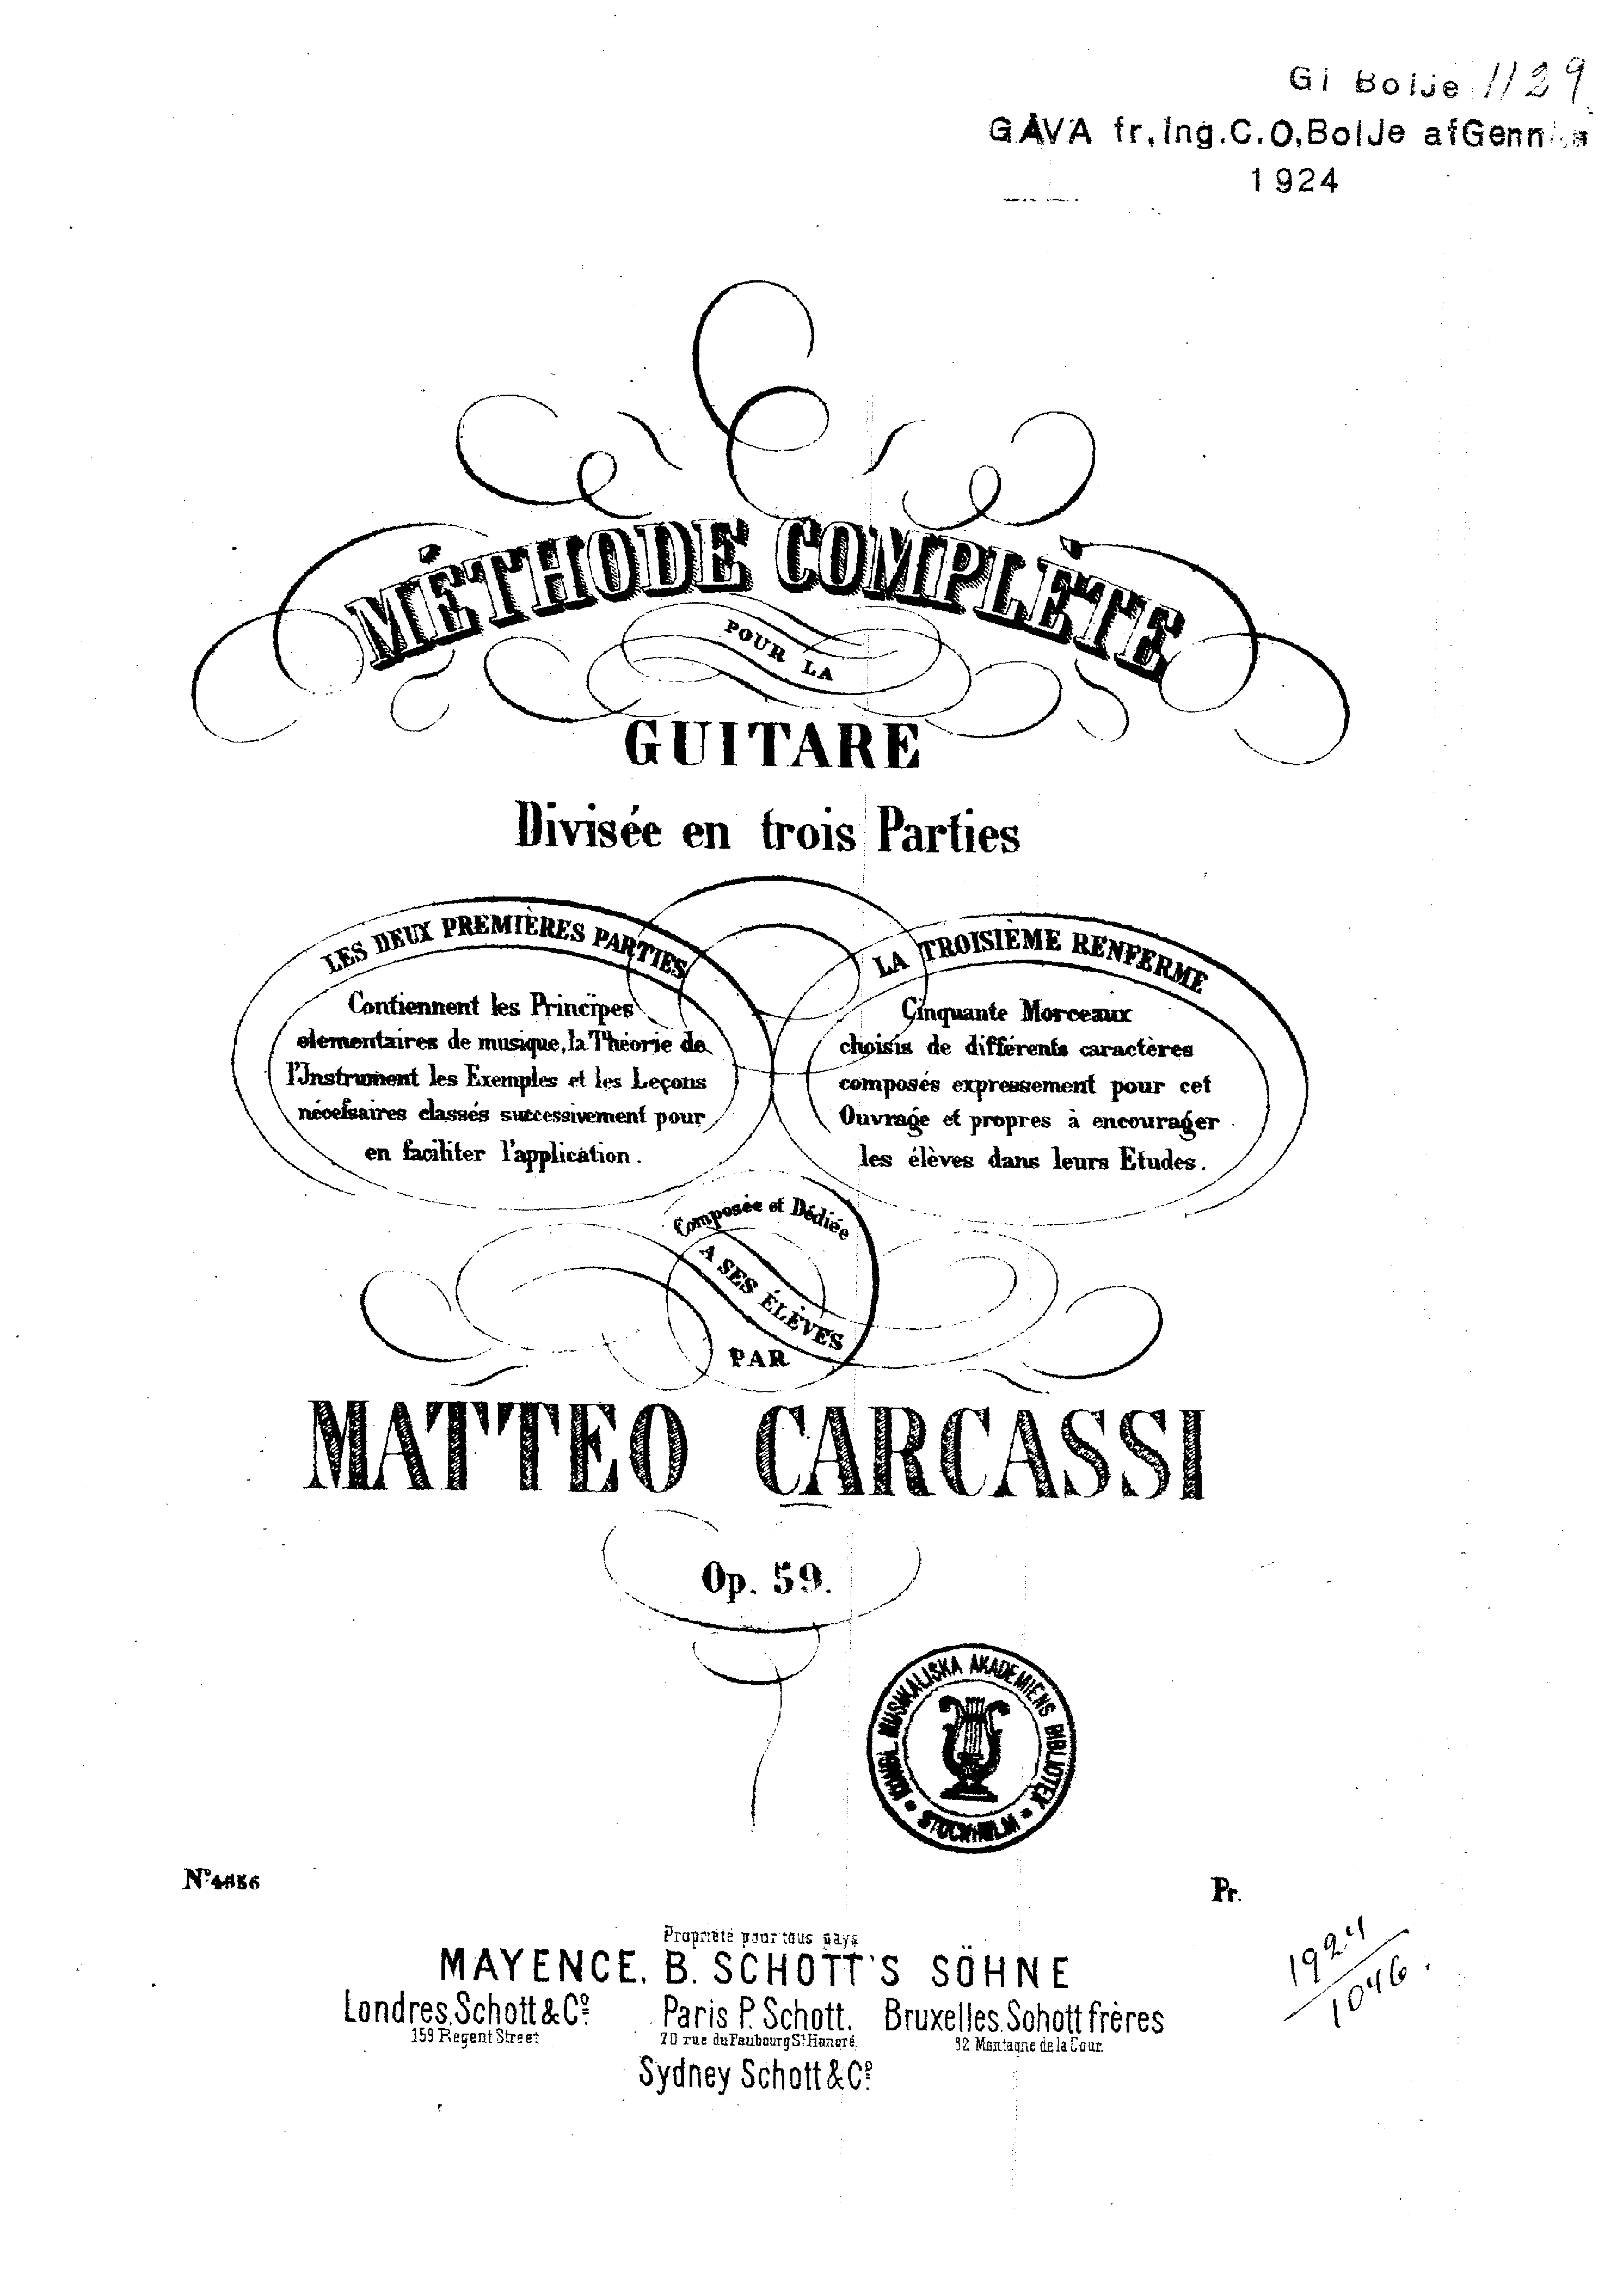 GI BolJe 1129
GÅVA fr, Ing. C. O, BolJe af Genn
1924
MÉTHODE COMPLÈTE
POUR LA
GUITARE
Divisée en trois Parties
LES DEUX PREMIÈRES PARTIES
Contiennent les Principes
elementaires de musique, la Théorie de
l'Instrument les Exemples et les Leçons
nécessaires classés successivement pour
en faciliter l'application.
LA TROISIÈME RENFERME
Cinquante Morceaux
choisis de différents caractères
composés expressement pour cet
Ouvrage et propres à encourager
les élèves dans leurs Etudes.
Composée et Dédiée
A SES ÉLÈVES
PAR
MATTEO CARCASSI
Op. 59.
KONGL. MUSIKALISKA AKADEMIENS BIBLIOTEK
STOCKHOLM
Nº
Pr.
1924
1046.
Propriété pour tous pays
MAYENCE, B. SCHOTT'S SÖHNE
Londres, Schott & Cº Paris P. Schott. Bruxelles. Schott frères
159 Regent Street 70 rue du Faubourg St Honoré. 82 Montagne de la Cour.
Sydney Schott & Cº